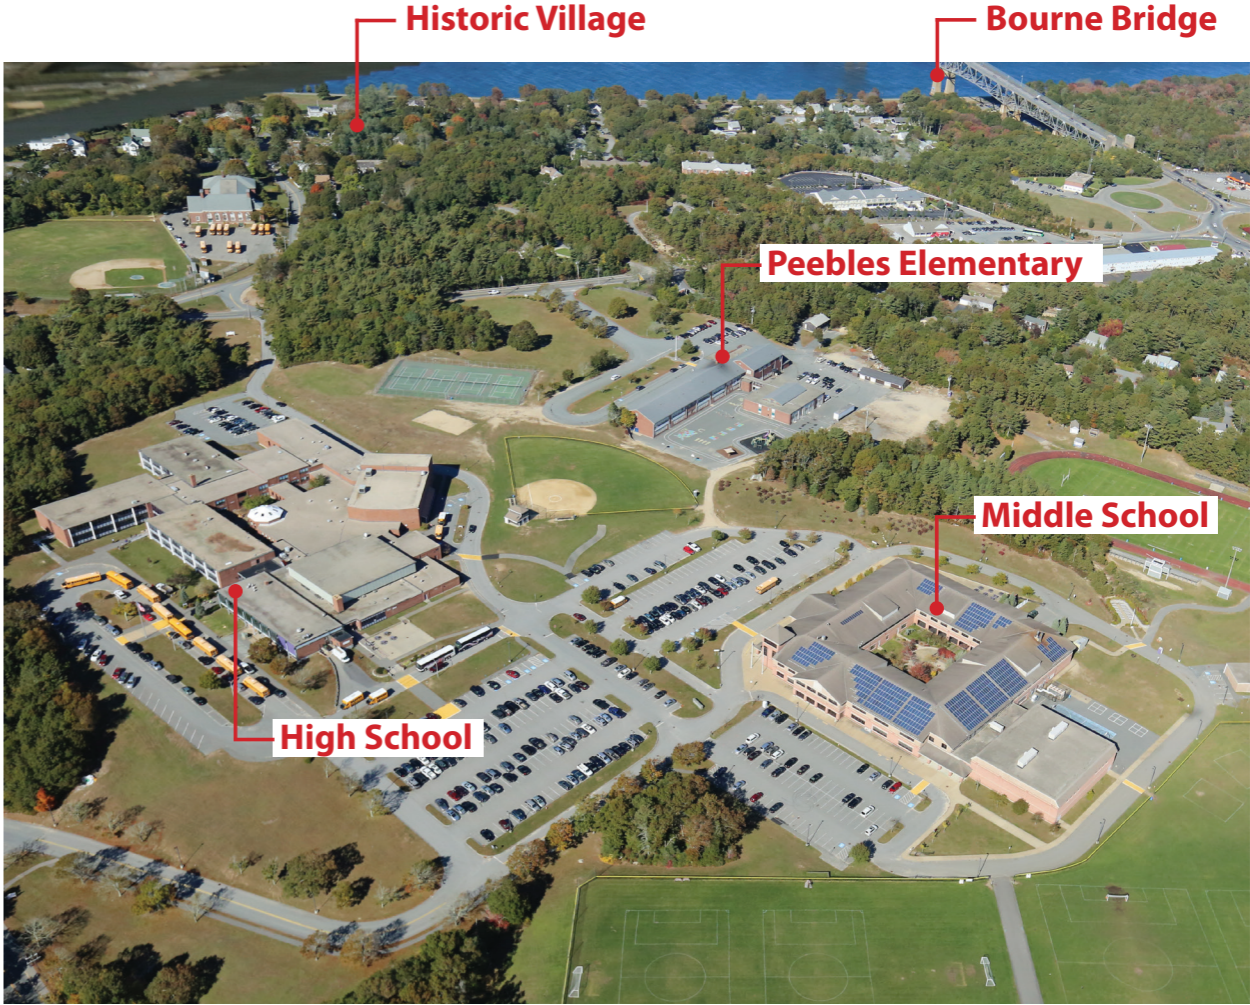 Historic Village
Bourne Bridge
Peebles Elementary
Middle School
High School